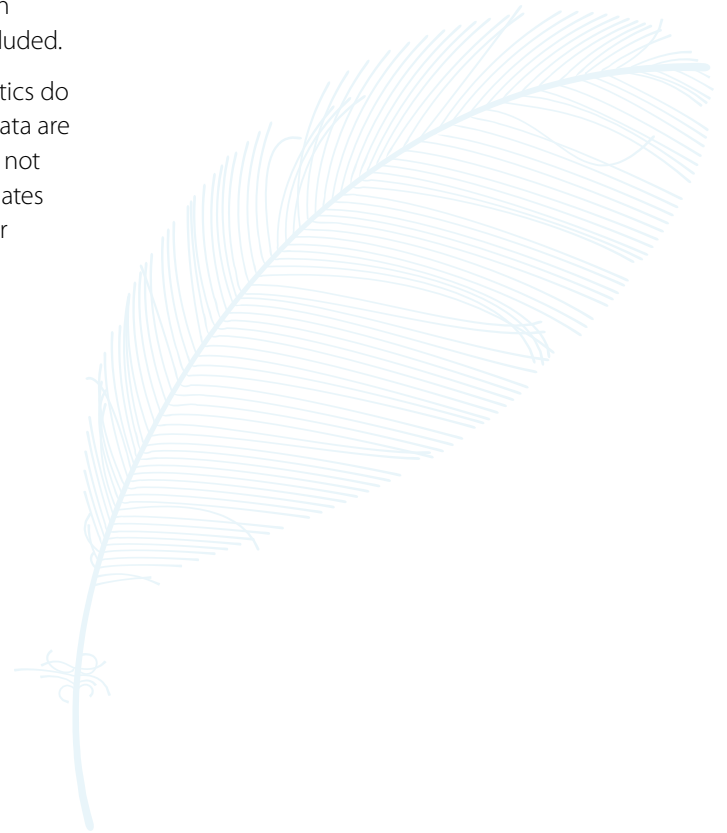 luded.
tics do
ata are
not
ates
r